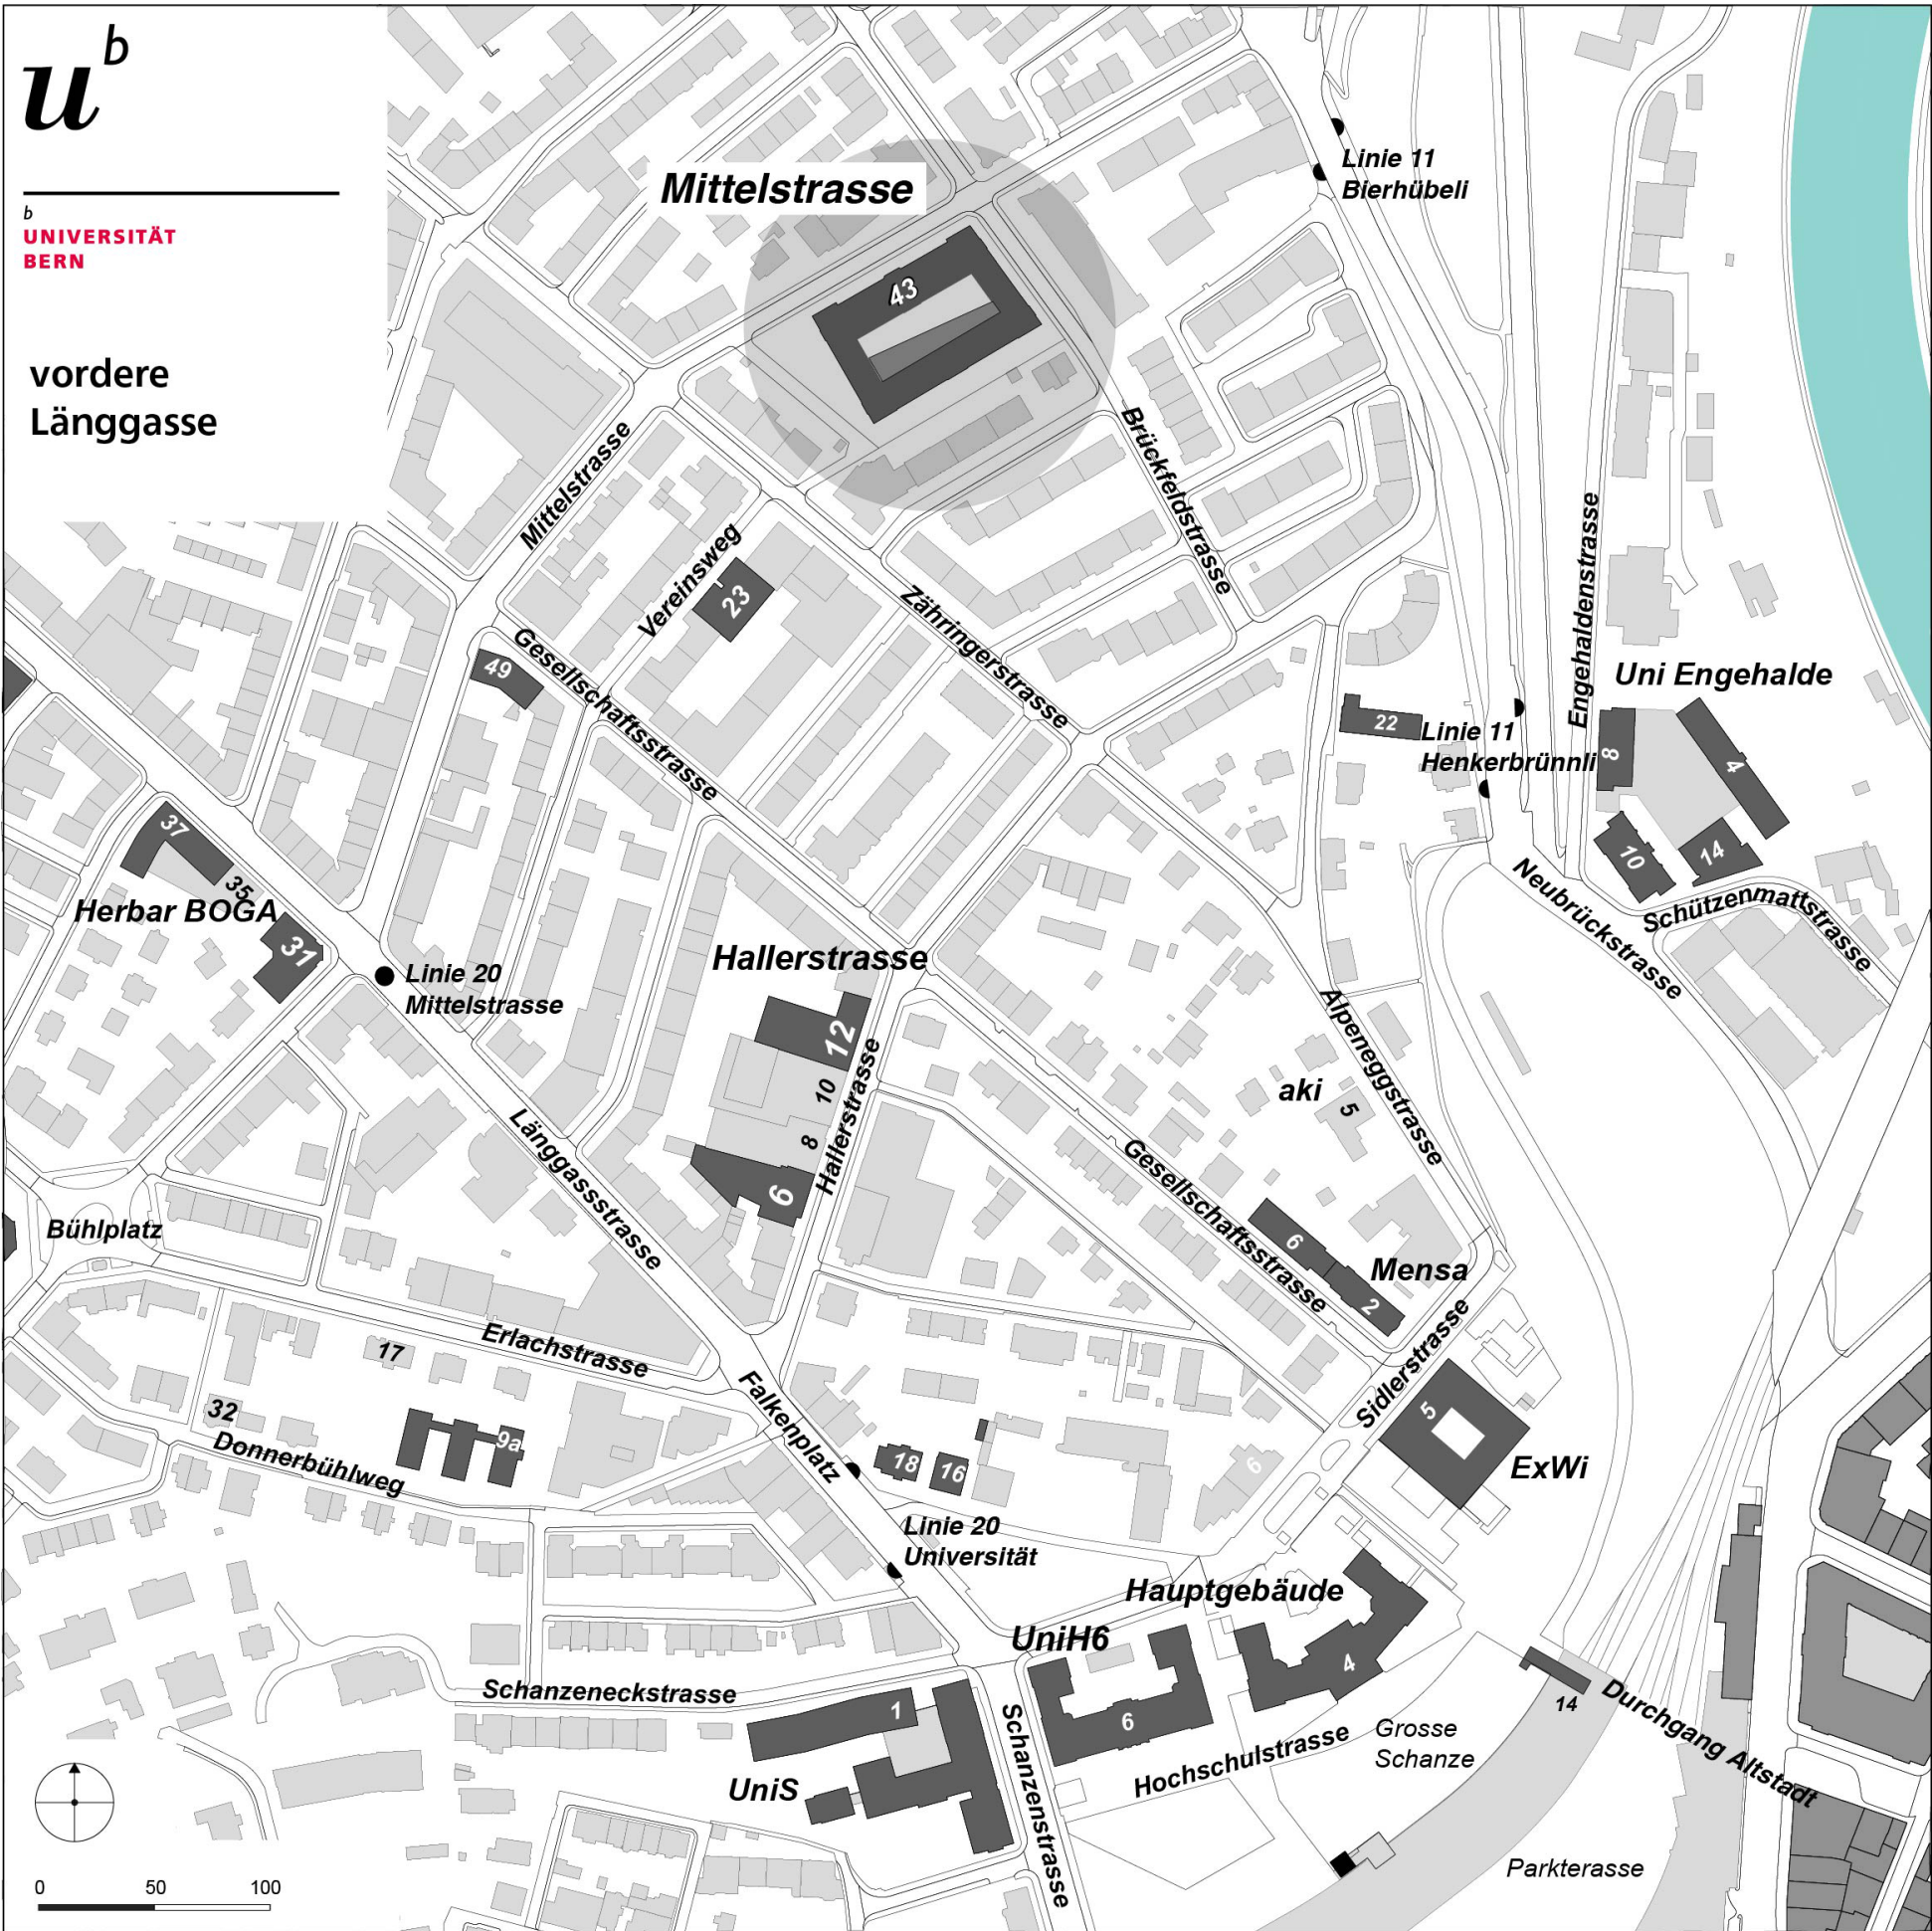 u
b
b
UNIVERSITÄT
BERN
vordere
Länggasse
Mittelstrasse
43
Linie 11
Bierhübeli
Mittelstrasse
Brückfeldstrasse
Vereinsweg
23
Zähringerstrasse
Gesellschaftsstrasse
49
Engehaldenstrasse
Uni Engehalde
22
Linie 11
Henkerbrünnli
8
4
10
14
Neubrückstrasse
Schützenmattstrasse
37
35
Herbar BOGA
31
Linie 20
Mittelstrasse
Hallerstrasse
12
10
8
Hallerstrasse
6
Alpeneggstrasse
aki
5
Länggassstrasse
Gesellschaftsstrasse
6
Mensa
2
Bühlplatz
Sidlerstrasse
5
ExWi
Erlachstrasse
17
32
9a
Donnerbühlweg
Falkenplatz
18
16
6
Linie 20
Universität
Hauptgebäude
4
UniH6
6
Schanzeneckstrasse
1
UniS
Schanzenstrasse
Hochschulstrasse
Grosse
Schanze
14
Durchgang Altstadt
Parkterasse
0 50 100